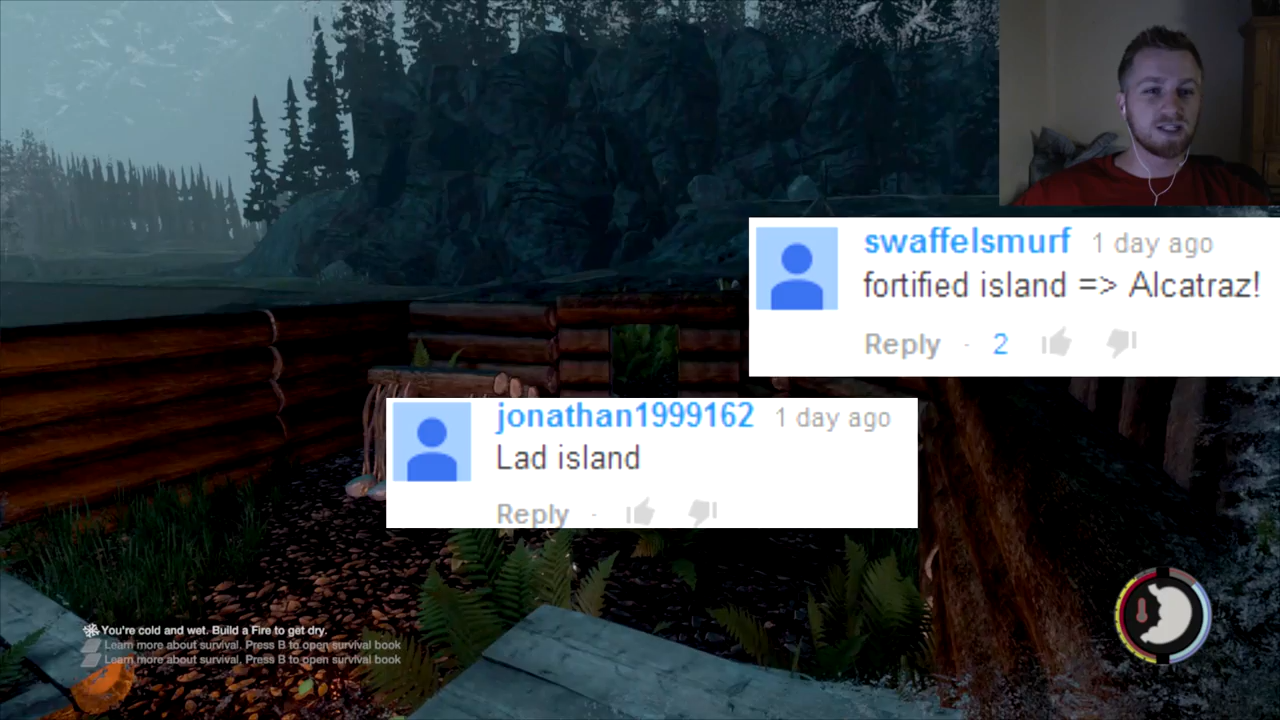 swaffelsmurf 1 day ago
fortified island => Alcatraz!
Reply · 2
jonathan1999162 1 day ago
Lad island
Reply ·
You're cold and wet. Build a Fire to get dry.
Learn more about survival. Press B to open survival book
Learn more about survival. Press B to open survival book